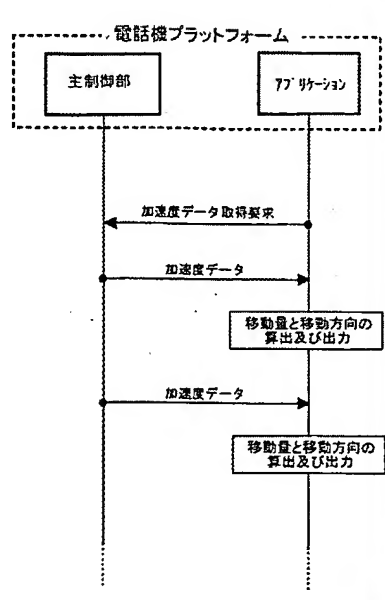 電話機プラットフォーム
主制御部
アプリケーション
加速度データ取得要求
加速度データ
移動量と移動方向の
算出及び出力
加速度データ
移動量と移動方向の
算出及び出力